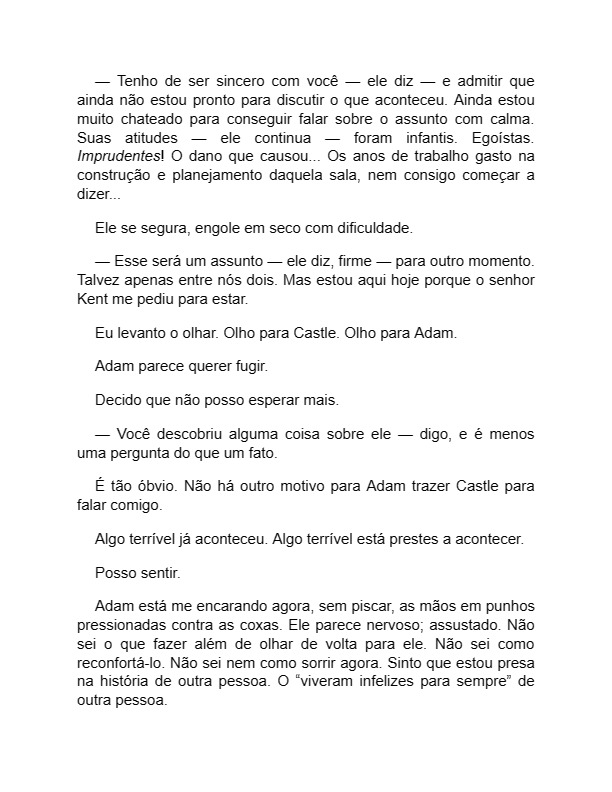 — Tenho de ser sincero com você — ele diz — e admitir que
ainda não estou pronto para discutir o que aconteceu. Ainda estou
muito chateado para conseguir falar sobre o assunto com calma.
Suas atitudes — ele continua — foram infantis. Egoístas.
Imprudentes! O dano que causou... Os anos de trabalho gasto na
construção e planejamento daquela sala, nem consigo começar a
dizer...
Ele se segura, engole em seco com dificuldade.
— Esse será um assunto — ele diz, firme — para outro momento.
Talvez apenas entre nós dois. Mas estou aqui hoje porque o senhor
Kent me pediu para estar.
Eu levanto o olhar. Olho para Castle. Olho para Adam.
Adam parece querer fugir.
Decido que não posso esperar mais.
— Você descobriu alguma coisa sobre ele — digo, e é menos
uma pergunta do que um fato.
É tão óbvio. Não há outro motivo para Adam trazer Castle para
falar comigo.
Algo terrível já aconteceu. Algo terrível está prestes a acontecer.
Posso sentir.
Adam está me encarando agora, sem piscar, as mãos em punhos
pressionadas contra as coxas. Ele parece nervoso; assustado. Não
sei o que fazer além de olhar de volta para ele. Não sei como
reconfortá-lo. Não sei nem como sorrir agora. Sinto que estou presa
na história de outra pessoa. O “viveram infelizes para sempre” de
outra pessoa.